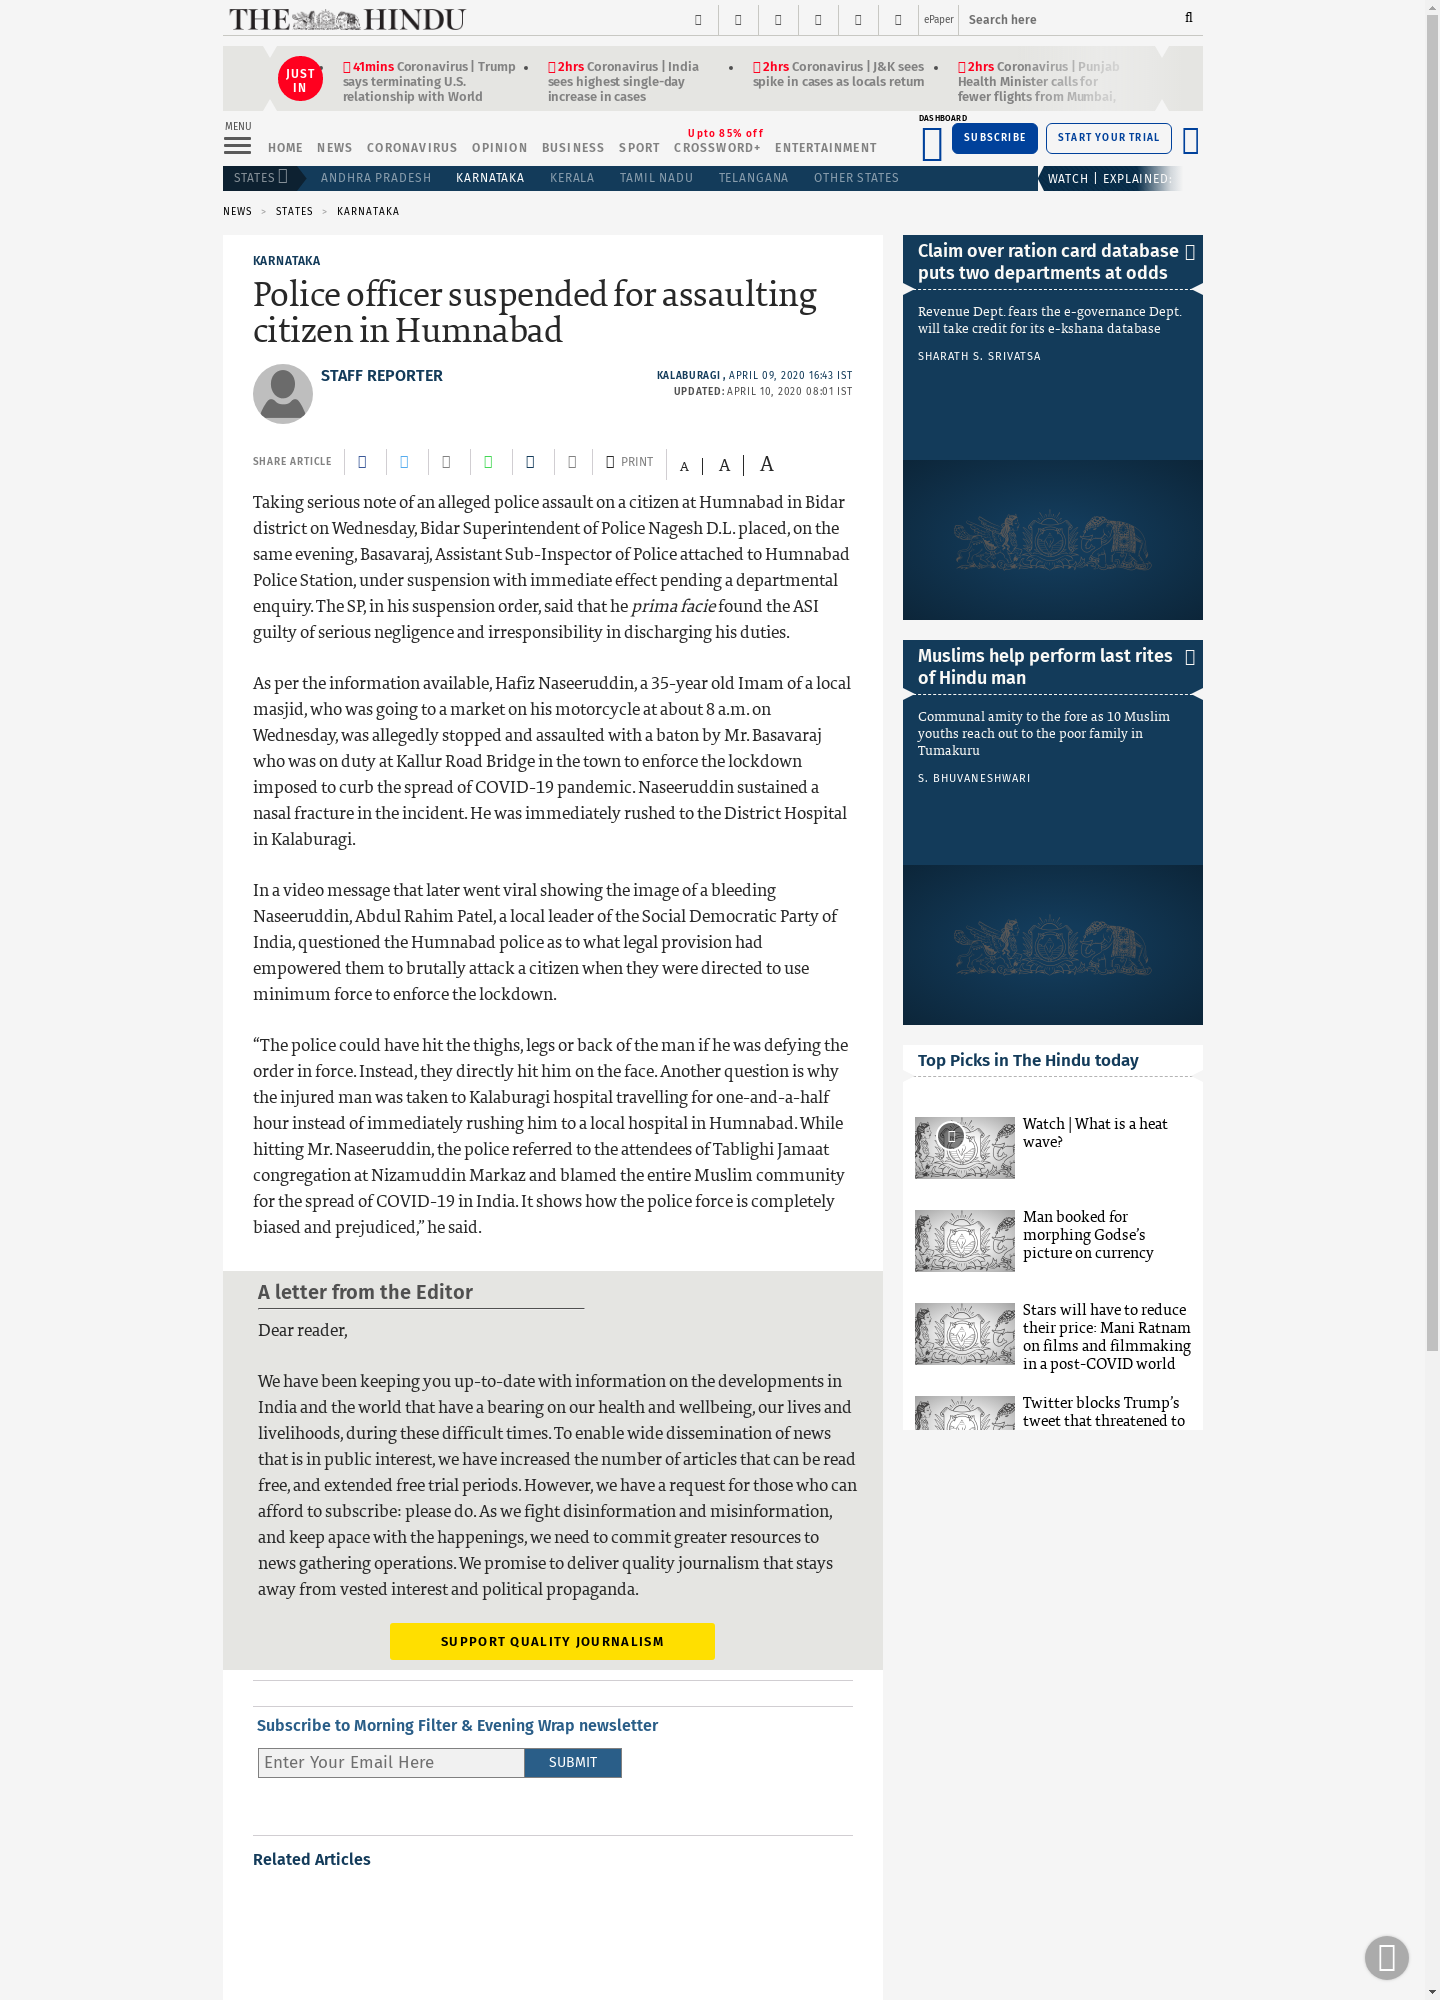 THE HINDU
ePaper
Search here
JUST
IN
41mins Coronavirus | Trump
says terminating U.S.
relationship with World
2hrs Coronavirus | India
sees highest single-day
increase in cases
2hrs Coronavirus | J&K sees
spike in cases as locals return
2hrs Coronavirus | Punjab
Health Minister calls for
fewer flights from Mumbai,
MENU
HOME NEWS CORONAVIRUS OPINION BUSINESS SPORT CROSSWORD+ ENTERTAINMENT
Upto 85% off
DASHBOARD
SUBSCRIBE
START YOUR TRIAL
STATES
ANDHRA PRADESH KARNATAKA KERALA TAMIL NADU TELANGANA OTHER STATES
WATCH | EXPLAINED:
NEWS > STATES > KARNATAKA
KARNATAKA
Police officer suspended for assaulting
citizen in Humnabad
STAFF REPORTER
KALABURAGI , APRIL 09, 2020 16:43 IST
UPDATED: APRIL 10, 2020 08:01 IST
SHARE ARTICLE
PRINT
A A A
Taking serious note of an alleged police assault on a citizen at Humnabad in Bidar
district on Wednesday, Bidar Superintendent of Police Nagesh D.L. placed, on the
same evening, Basavaraj, Assistant Sub-Inspector of Police attached to Humnabad
Police Station, under suspension with immediate effect pending a departmental
enquiry. The SP, in his suspension order, said that he prima facie found the ASI
guilty of serious negligence and irresponsibility in discharging his duties.
As per the information available, Hafiz Naseeruddin, a 35-year old Imam of a local
masjid, who was going to a market on his motorcycle at about 8 a.m. on
Wednesday, was allegedly stopped and assaulted with a baton by Mr. Basavaraj
who was on duty at Kallur Road Bridge in the town to enforce the lockdown
imposed to curb the spread of COVID-19 pandemic. Naseeruddin sustained a
nasal fracture in the incident. He was immediately rushed to the District Hospital
in Kalaburagi.
In a video message that later went viral showing the image of a bleeding
Naseeruddin, Abdul Rahim Patel, a local leader of the Social Democratic Party of
India, questioned the Humnabad police as to what legal provision had
empowered them to brutally attack a citizen when they were directed to use
minimum force to enforce the lockdown.
“The police could have hit the thighs, legs or back of the man if he was defying the
order in force. Instead, they directly hit him on the face. Another question is why
the injured man was taken to Kalaburagi hospital travelling for one-and-a-half
hour instead of immediately rushing him to a local hospital in Humnabad. While
hitting Mr. Naseeruddin, the police referred to the attendees of Tablighi Jamaat
congregation at Nizamuddin Markaz and blamed the entire Muslim community
for the spread of COVID-19 in India. It shows how the police force is completely
biased and prejudiced,” he said.
A letter from the Editor
Dear reader,
We have been keeping you up-to-date with information on the developments in
India and the world that have a bearing on our health and wellbeing, our lives and
livelihoods, during these difficult times. To enable wide dissemination of news
that is in public interest, we have increased the number of articles that can be read
free, and extended free trial periods. However, we have a request for those who can
afford to subscribe: please do. As we fight disinformation and misinformation,
and keep apace with the happenings, we need to commit greater resources to
news gathering operations. We promise to deliver quality journalism that stays
away from vested interest and political propaganda.
SUPPORT QUALITY JOURNALISM
Subscribe to Morning Filter & Evening Wrap newsletter
Enter Your Email Here
SUBMIT
Related Articles
Claim over ration card database
puts two departments at odds
Revenue Dept. fears the e-governance Dept.
will take credit for its e-kshana database
SHARATH S. SRIVATSA
Muslims help perform last rites
of Hindu man
Communal amity to the fore as 10 Muslim
youths reach out to the poor family in
Tumakuru
S. BHUVANESHWARI
Top Picks in The Hindu today
Watch | What is a heat
wave?
Man booked for
morphing Godse’s
picture on currency
Stars will have to reduce
their price: Mani Ratnam
on films and filmmaking
in a post-COVID world
Twitter blocks Trump’s
tweet that threatened to